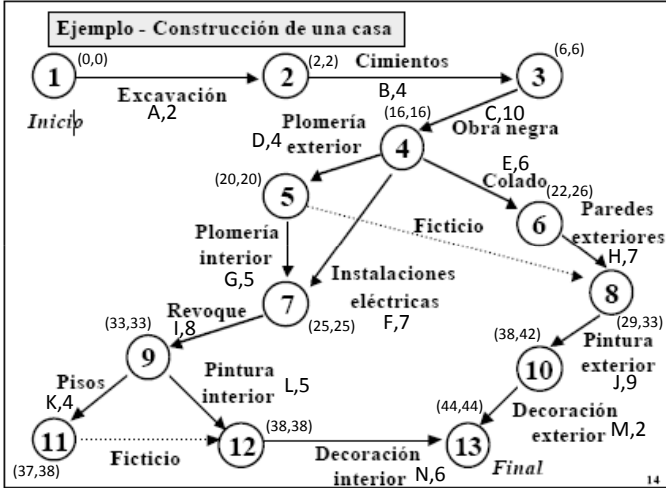 Ejemplo - Construcción de una casa
1
(0,0)
2
(2,2)
Cimientos
B,4
3
(6,6)
Inicio
Excavación
A,2
C,10
Obra negra
(16,16)
4
D,4
Plomería
exterior
E,6
Colado
(20,20)
5
Ficticio
(22,26)
6
Paredes
exteriores
H,7
Plomería
interior
G,5
Instalaciones
eléctricas
F,7
8
(29,33)
Revoque
I,8
7
(25,25)
(33,33)
9
Pintura
interior
L,5
(38,42)
10
Pintura
exterior
J,9
Pisos
K,4
11
(37,38)
Ficticio
12
(38,38)
Decoración
interior
N,6
(44,44)
13
Decoración
exterior
M,2
Final
14